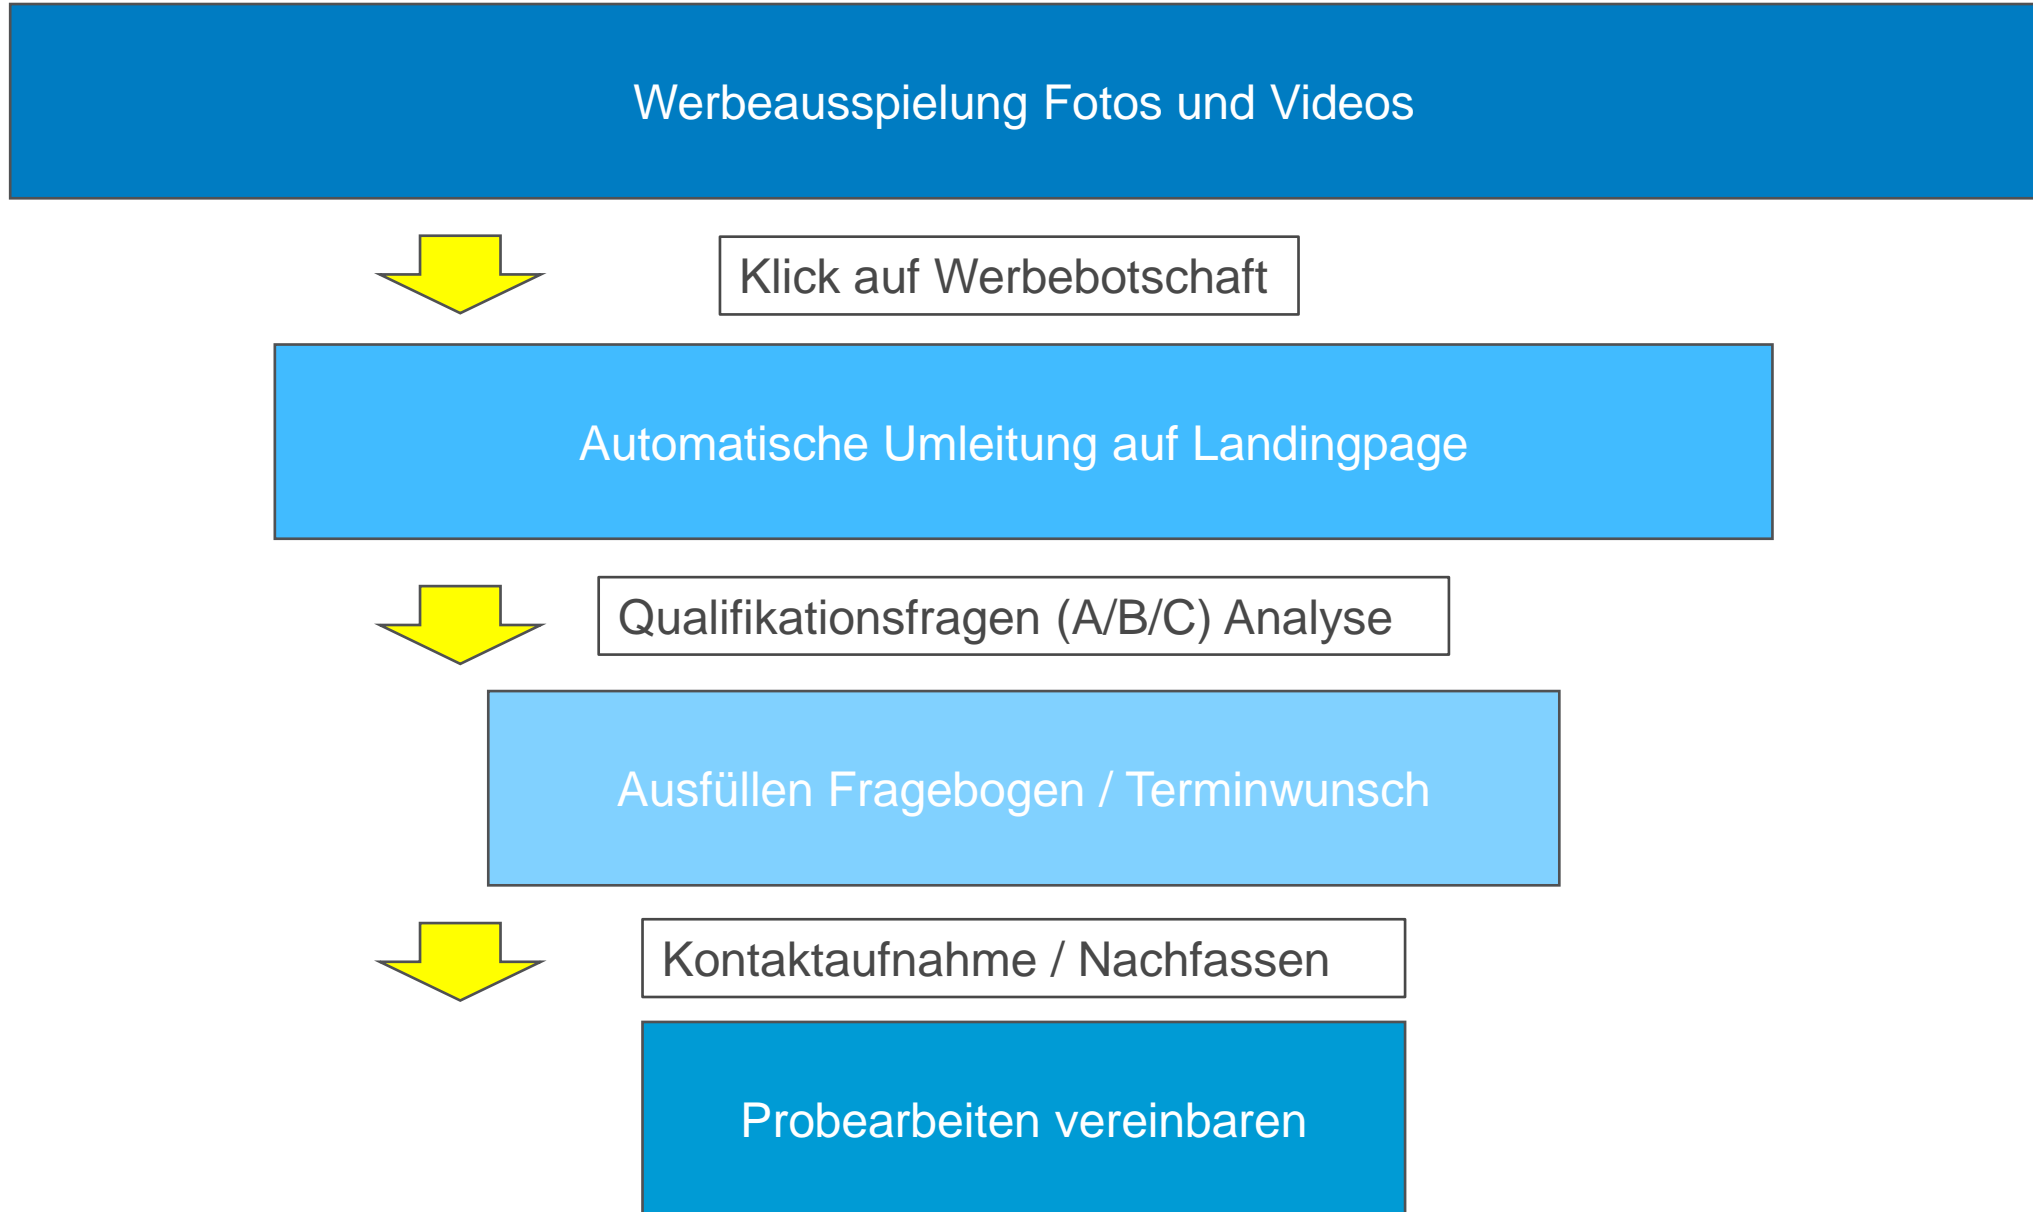 Werbeausspielung Fotos und Videos
Klick auf Werbebotschaft
Automatische Umleitung auf Landingpage
Qualifikationsfragen (A/B/C) Analyse
Ausfüllen Fragebogen / Terminwunsch
Kontaktaufnahme / Nachfassen
Probearbeiten vereinbaren